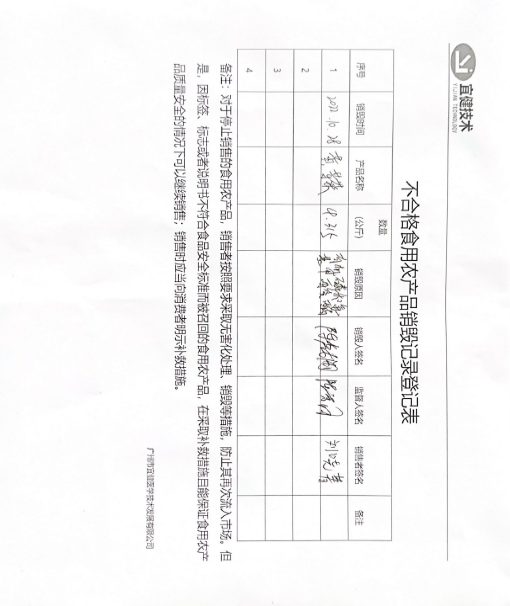 宜健技术
YIJIAN TECHNOLOGY
不合格食用农产品销毁记录登记表
序号 销毁时间 产品名称 数量(公斤) 销毁原因 销毁人签名 监督人签名 销售者签名 备注
1 2022.10.28
2
3
4
备注：对于停止销售的食用农产品，销售者按照要求采取无害化处理、销毁等措施，防止其再次流入市场。但
是，因标签、标志或者说明书不符合食品安全标准而被召回的食用农产品，在采取补救措施且能保证食用农产
品质量安全的情况下可以继续销售；销售时应当向消费者明示补救措施。
广州市宜健医学技术发展有限公司